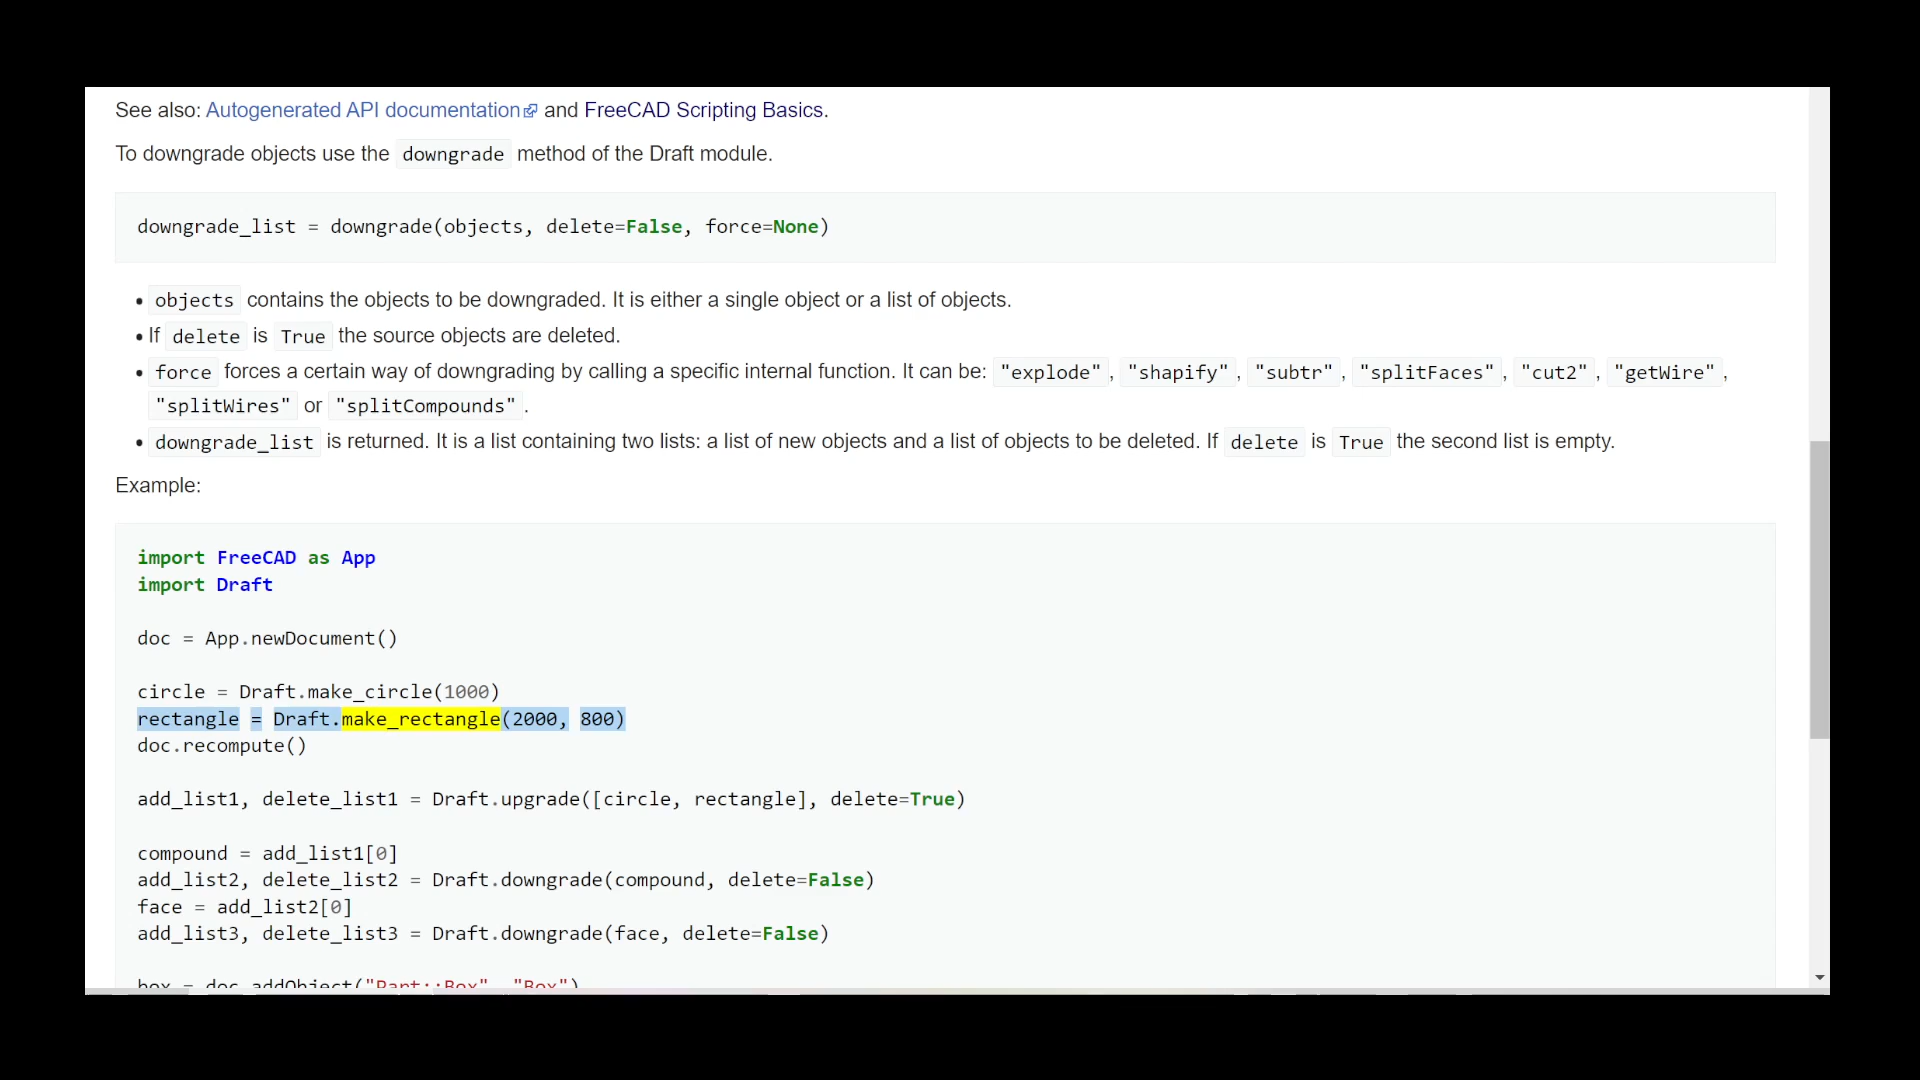 See also: Autogenerated API documentation and FreeCAD Scripting Basics.
To downgrade objects use the downgrade method of the Draft module.
downgrade_list = downgrade(objects, delete=False, force=None)
• objects contains the objects to be downgraded. It is either a single object or a list of objects.
• If delete is True the source objects are deleted.
• force forces a certain way of downgrading by calling a specific internal function. It can be: "explode", "shapify", "subtr", "splitFaces", "cut2", "getWire",
"splitWires" or "splitCompounds".
• downgrade_list is returned. It is a list containing two lists: a list of new objects and a list of objects to be deleted. If delete is True the second list is empty.
Example:
import FreeCAD as App
import Draft
doc = App.newDocument()
circle = Draft.make_circle(1000)
rectangle = Draft.make_rectangle(2000, 800)
doc.recompute()
add_list1, delete_list1 = Draft.upgrade([circle, rectangle], delete=True)
compound = add_list1[0]
add_list2, delete_list2 = Draft.downgrade(compound, delete=False)
face = add_list2[0]
add_list3, delete_list3 = Draft.downgrade(face, delete=False)
box = doc.addObject("Part::Box", "Box")